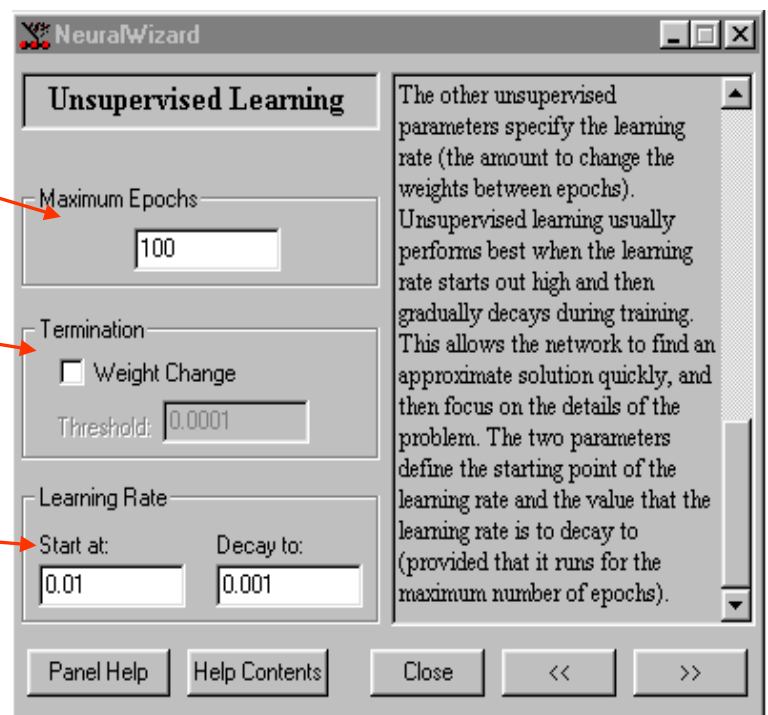 NeuralWizard
Unsupervised Learning
Maximum Epochs
100
Termination
Weight Change
Threshold: 0.0001
Learning Rate
Start at: Decay to:
0.01 0.001
The other unsupervised
parameters specify the learning
rate (the amount to change the
weights between epochs).
Unsupervised learning usually
performs best when the learning
rate starts out high and then
gradually decays during training.
This allows the network to find an
approximate solution quickly, and
then focus on the details of the
problem. The two parameters
define the starting point of the
learning rate and the value that the
learning rate is to decay to
(provided that it runs for the
maximum number of epochs).
Panel Help Help Contents Close << >>